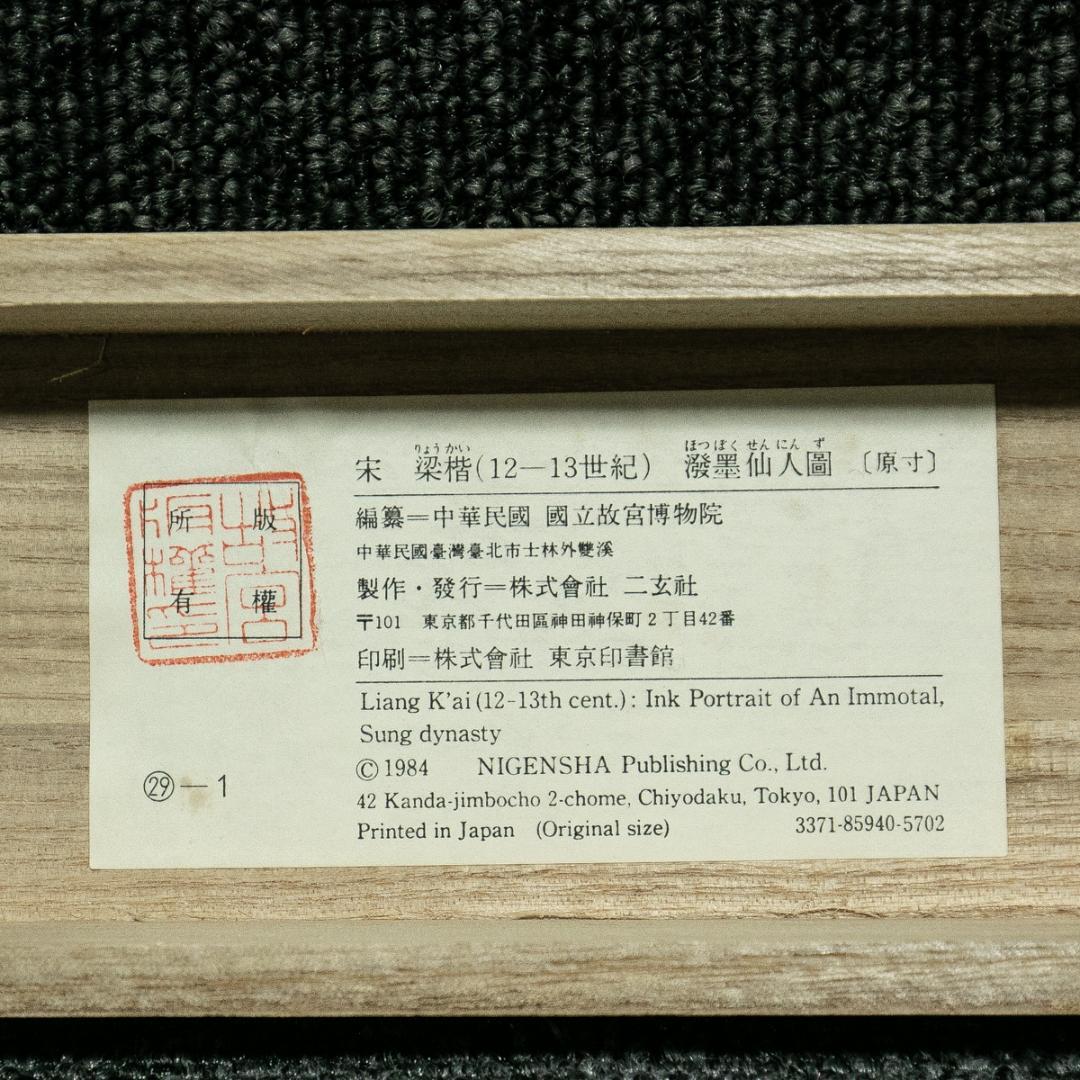 りょうかい ほつぼくせんにんず
宋 梁楷(12—13世紀) 潑墨仙人圖 〔原寸〕
編纂=中華民國 國立故宮博物院
中華民國臺灣臺北市士林外雙溪
製作・發行=株式會社 二玄社
〒101 東京都千代田區神田神保町2丁目42番
印刷=株式會社 東京印書館
Liang K'ai (12-13th cent.): Ink Portrait of An Immotal,
Sung dynasty
© 1984 NIGENSHA Publishing Co., Ltd.
42 Kanda-jimbocho 2-chome, Chiyodaku, Tokyo, 101 JAPAN
Printed in Japan (Original size) 3371-85940-5702
版權
所有
㉙—1